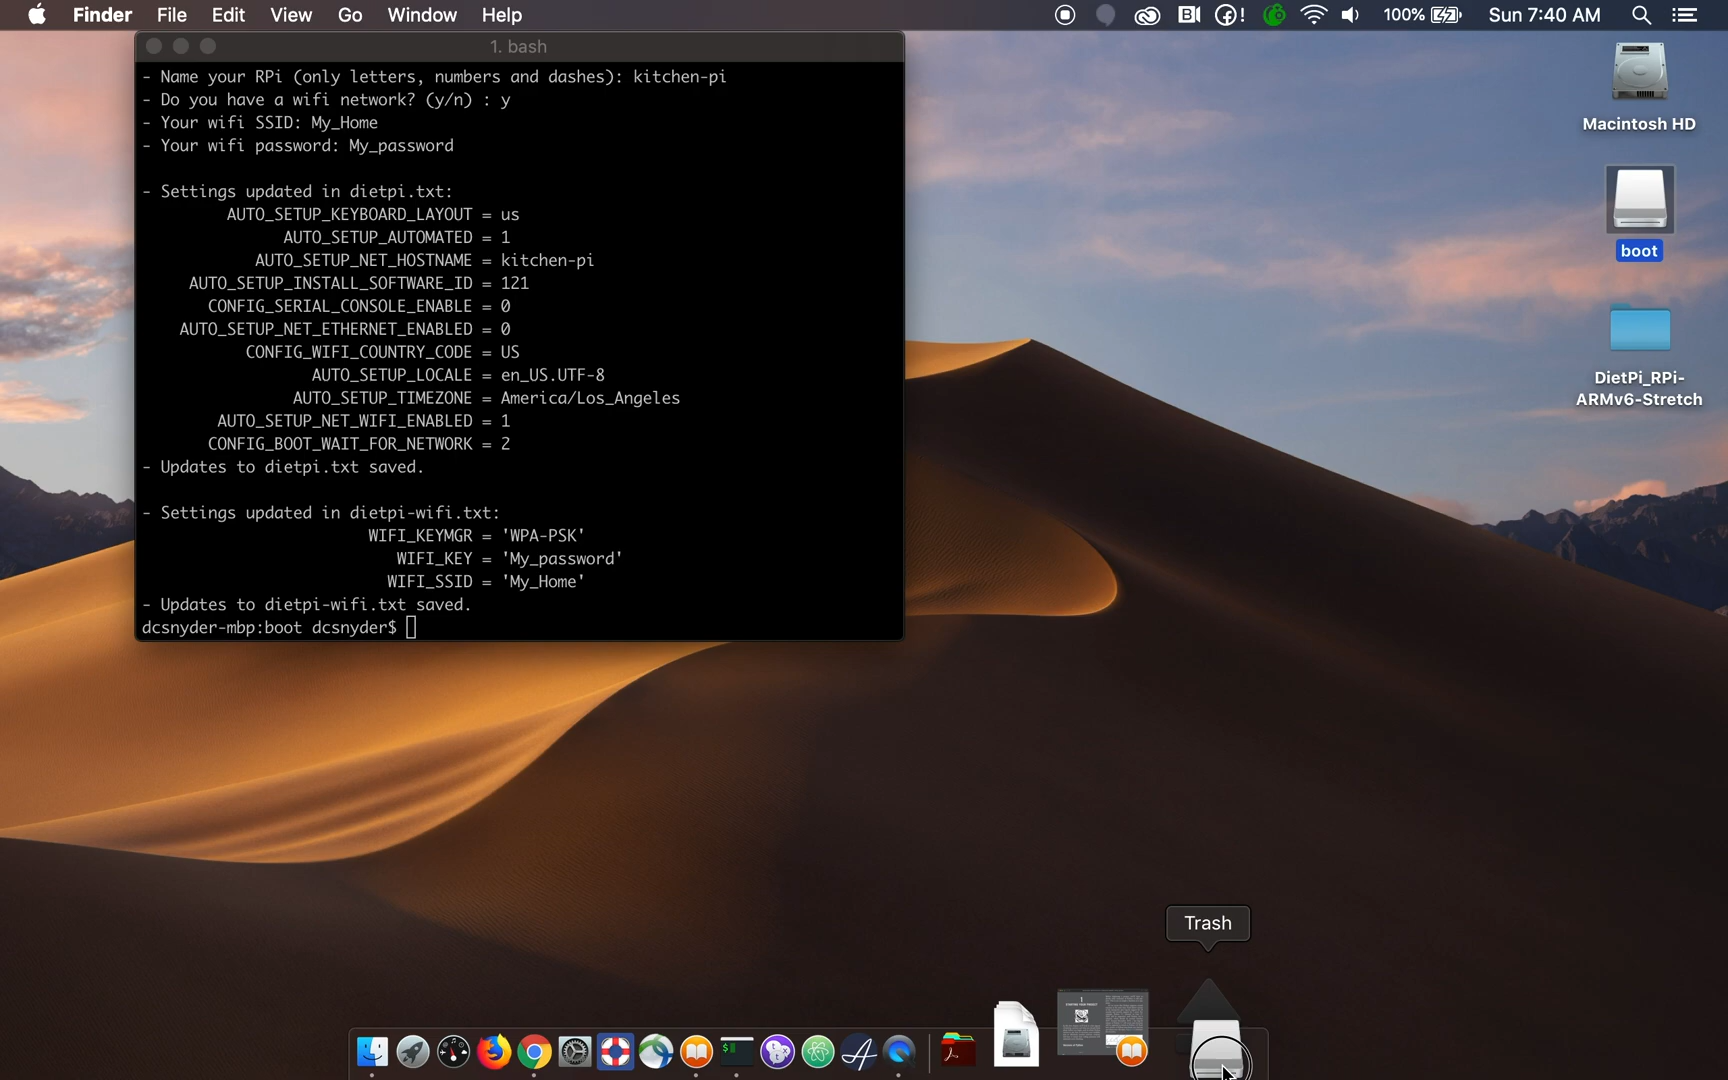 Finder File Edit View Go Window Help 100% Sun 7:40 AM
1. bash
- Name your RPi (only letters, numbers and dashes): kitchen-pi
- Do you have a wifi network? (y/n) : y
- Your wifi SSID: My_Home
- Your wifi password: My_password
- Settings updated in dietpi.txt:
AUTO_SETUP_KEYBOARD_LAYOUT = us
AUTO_SETUP_AUTOMATED = 1
AUTO_SETUP_NET_HOSTNAME = kitchen-pi
AUTO_SETUP_INSTALL_SOFTWARE_ID = 121
CONFIG_SERIAL_CONSOLE_ENABLE = 0
AUTO_SETUP_NET_ETHERNET_ENABLED = 0
CONFIG_WIFI_COUNTRY_CODE = US
AUTO_SETUP_LOCALE = en_US.UTF-8
AUTO_SETUP_TIMEZONE = America/Los_Angeles
AUTO_SETUP_NET_WIFI_ENABLED = 1
CONFIG_BOOT_WAIT_FOR_NETWORK = 2
- Updates to dietpi.txt saved.
- Settings updated in dietpi-wifi.txt:
WIFI_KEYMGR = 'WPA-PSK'
WIFI_KEY = 'My_password'
WIFI_SSID = 'My_Home'
- Updates to dietpi-wifi.txt saved.
dcsnyder-mbp:boot dcsnyder$
Macintosh HD
boot
DietPi_RPi-
ARMv6-Stretch
Trash